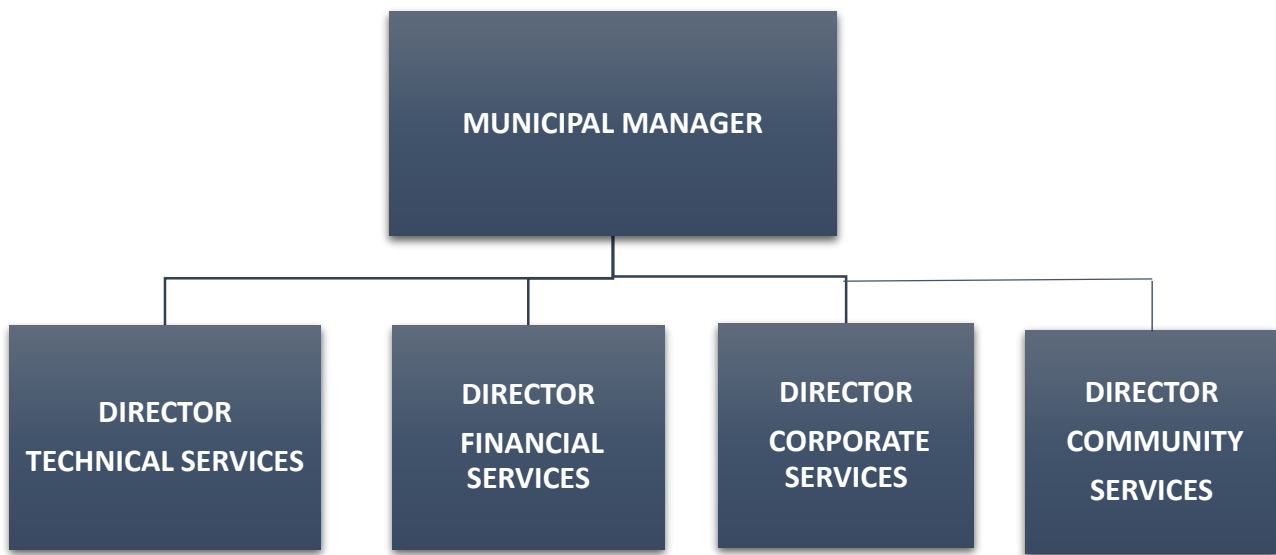 MUNICIPAL MANAGER
DIRECTOR
TECHNICAL SERVICES
DIRECTOR
FINANCIAL
SERVICES
DIRECTOR
CORPORATE
SERVICES
DIRECTOR
COMMUNITY
SERVICES